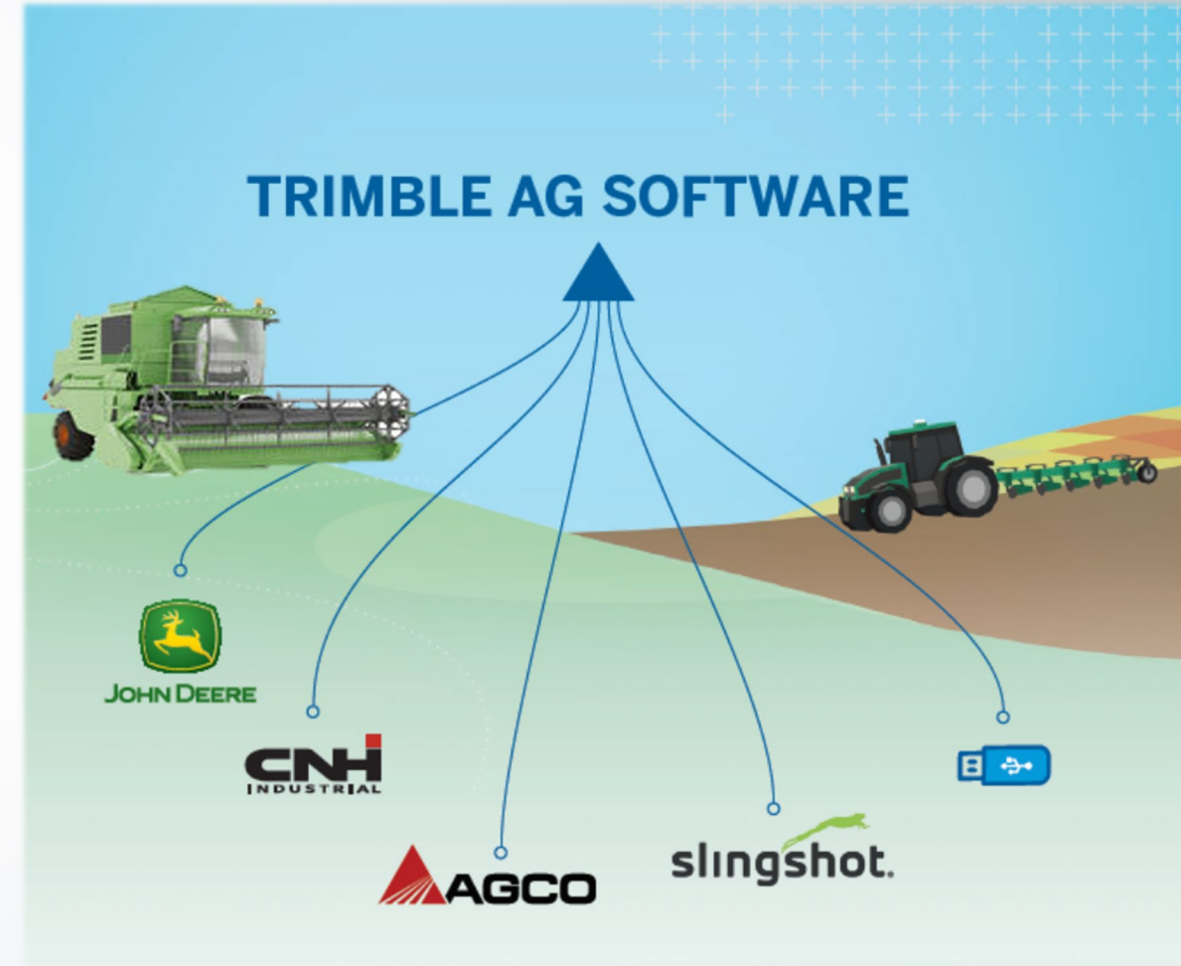 TRIMBLE AG SOFTWARE
JOHN DEERE
CNH
INDUSTRIAL
AGCO
slingshot.